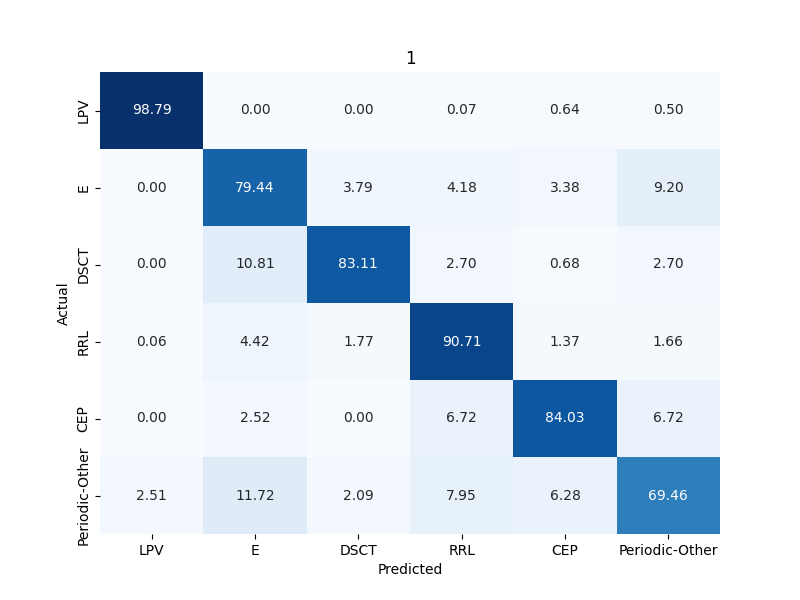 1
LPV 98.79 0.00 0.00 0.07 0.64 0.50
E 0.00 79.44 3.79 4.18 3.38 9.20
DSCT 0.00 10.81 83.11 2.70 0.68 2.70
Actual
RRL 0.06 4.42 1.77 90.71 1.37 1.66
CEP 0.00 2.52 0.00 6.72 84.03 6.72
Periodic-Other 2.51 11.72 2.09 7.95 6.28 69.46
LPV E DSCT RRL CEP Periodic-Other
Predicted